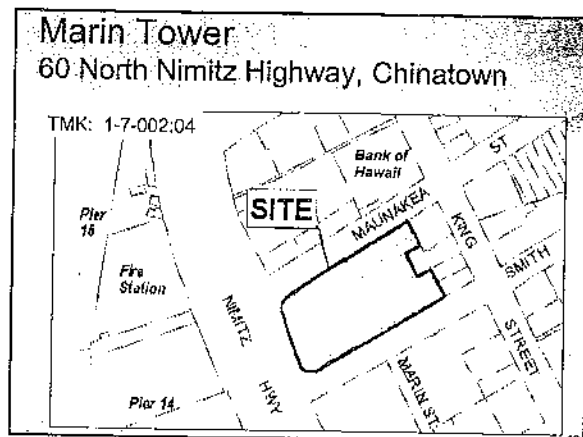 Marin Tower
60 North Nimitz Highway, Chinatown
TMK: 1-7-002:04
Bank of
Hawaii
ST
SITE
MAUNAKEA
KING
Pier
15
SMITH
Fire
Station
NIMITZ
STREET
MARIN ST.
HWY
Pier 14